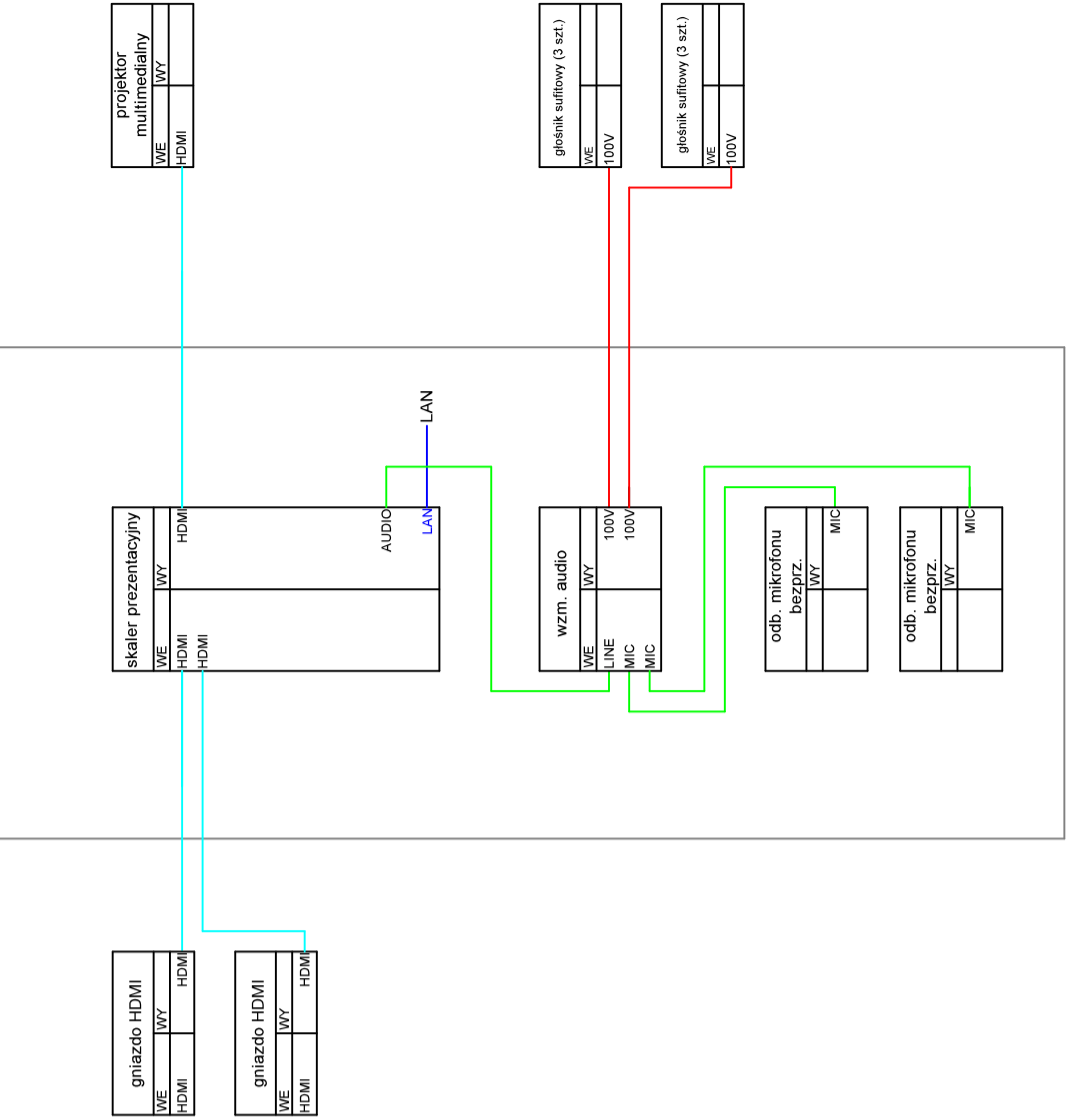 gniazdo HDMI
WE
WY
HDMI
HDMI
gniazdo HDMI
WE
WY
HDMI
HDMI
skaler prezentacyjny
WE
WY
HDMI
HDMI
HDMI
AUDIO
LAN
LAN
wzm. audio
WE
WY
LINE
100V
MIC
100V
MIC
odb. mikrofonu
bezprz.
WY
MIC
odb. mikrofonu
bezprz.
WY
MIC
projektor
multimedialny
WE
WY
HDMI
głośnik sufitowy (3 szt.)
WE
100V
głośnik sufitowy (3 szt.)
WE
100V